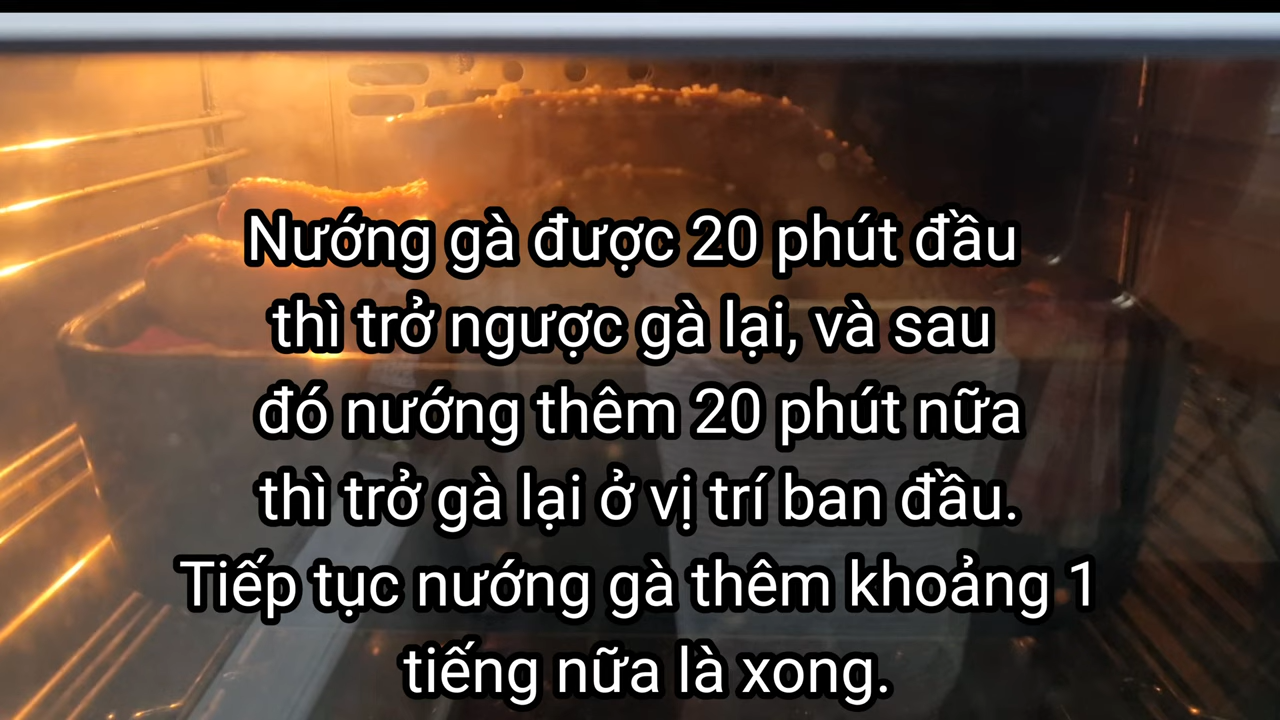 Nướng gà được 20 phút đầu
thì trở ngược gà lại, và sau
đó nướng thêm 20 phút nữa
thì trở gà lại ở vị trí ban đầu.
Tiếp tục nướng gà thêm khoảng 1
tiếng nữa là xong.